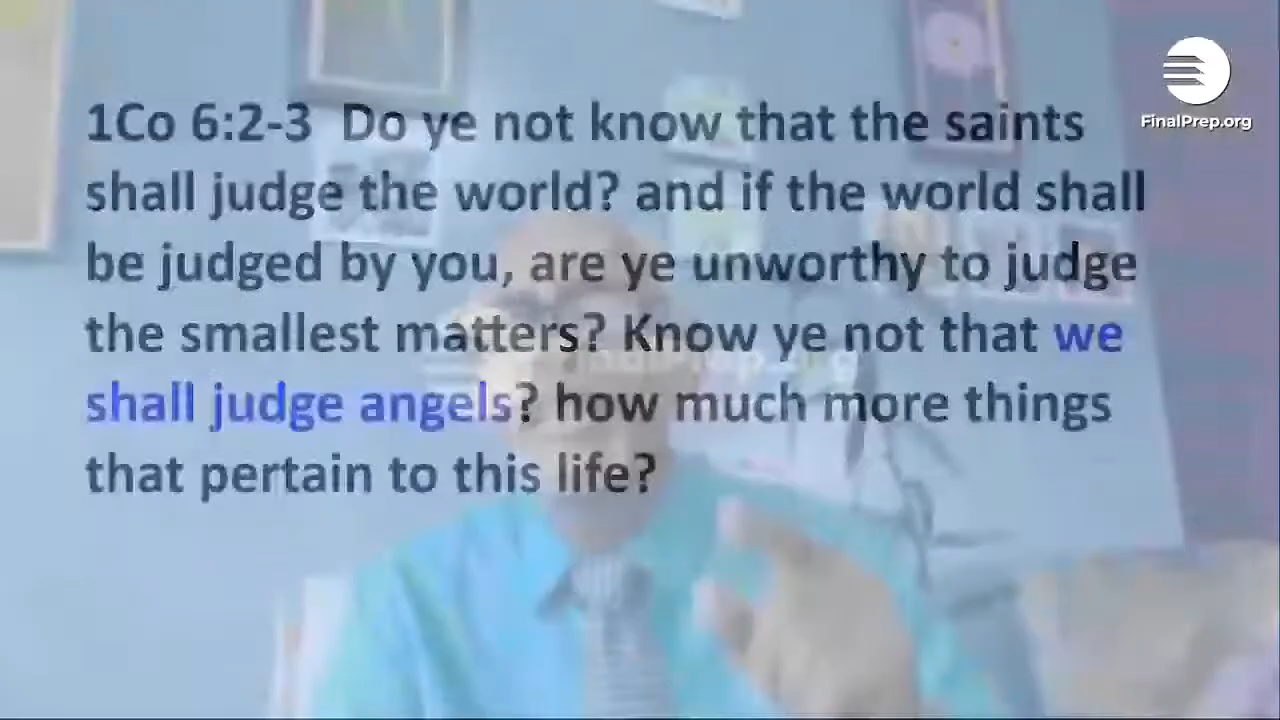 FinalPrep.org
1Co 6:2-3 Do ye not know that the saints
shall judge the world? and if the world shall
be judged by you, are ye unworthy to judge
the smallest matters? Know ye not that we
shall judge angels? how much more things
that pertain to this life?
FinalPrep.org